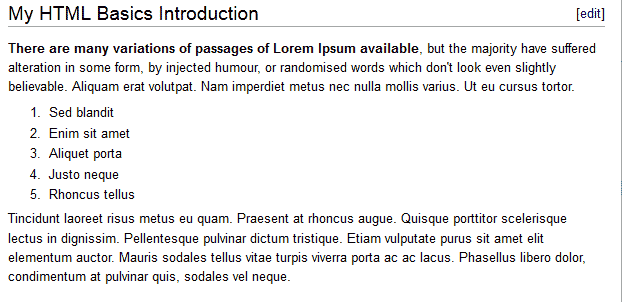 My HTML Basics Introduction [edit]
There are many variations of passages of Lorem Ipsum available, but the majority have suffered
alteration in some form, by injected humour, or randomised words which don't look even slightly
believable. Aliquam erat volutpat. Nam imperdiet metus nec nulla mollis varius. Ut eu cursus tortor.
1. Sed blandit
2. Enim sit amet
3. Aliquet porta
4. Justo neque
5. Rhoncus tellus
Tincidunt laoreet risus metus eu quam. Praesent at rhoncus augue. Quisque porttitor scelerisque
lectus in dignissim. Pellentesque pulvinar dictum tristique. Etiam vulputate purus sit amet elit
elementum auctor. Mauris sodales tellus vitae turpis viverra porta ac ac lacus. Phasellus libero dolor,
condimentum at pulvinar quis, sodales vel neque.